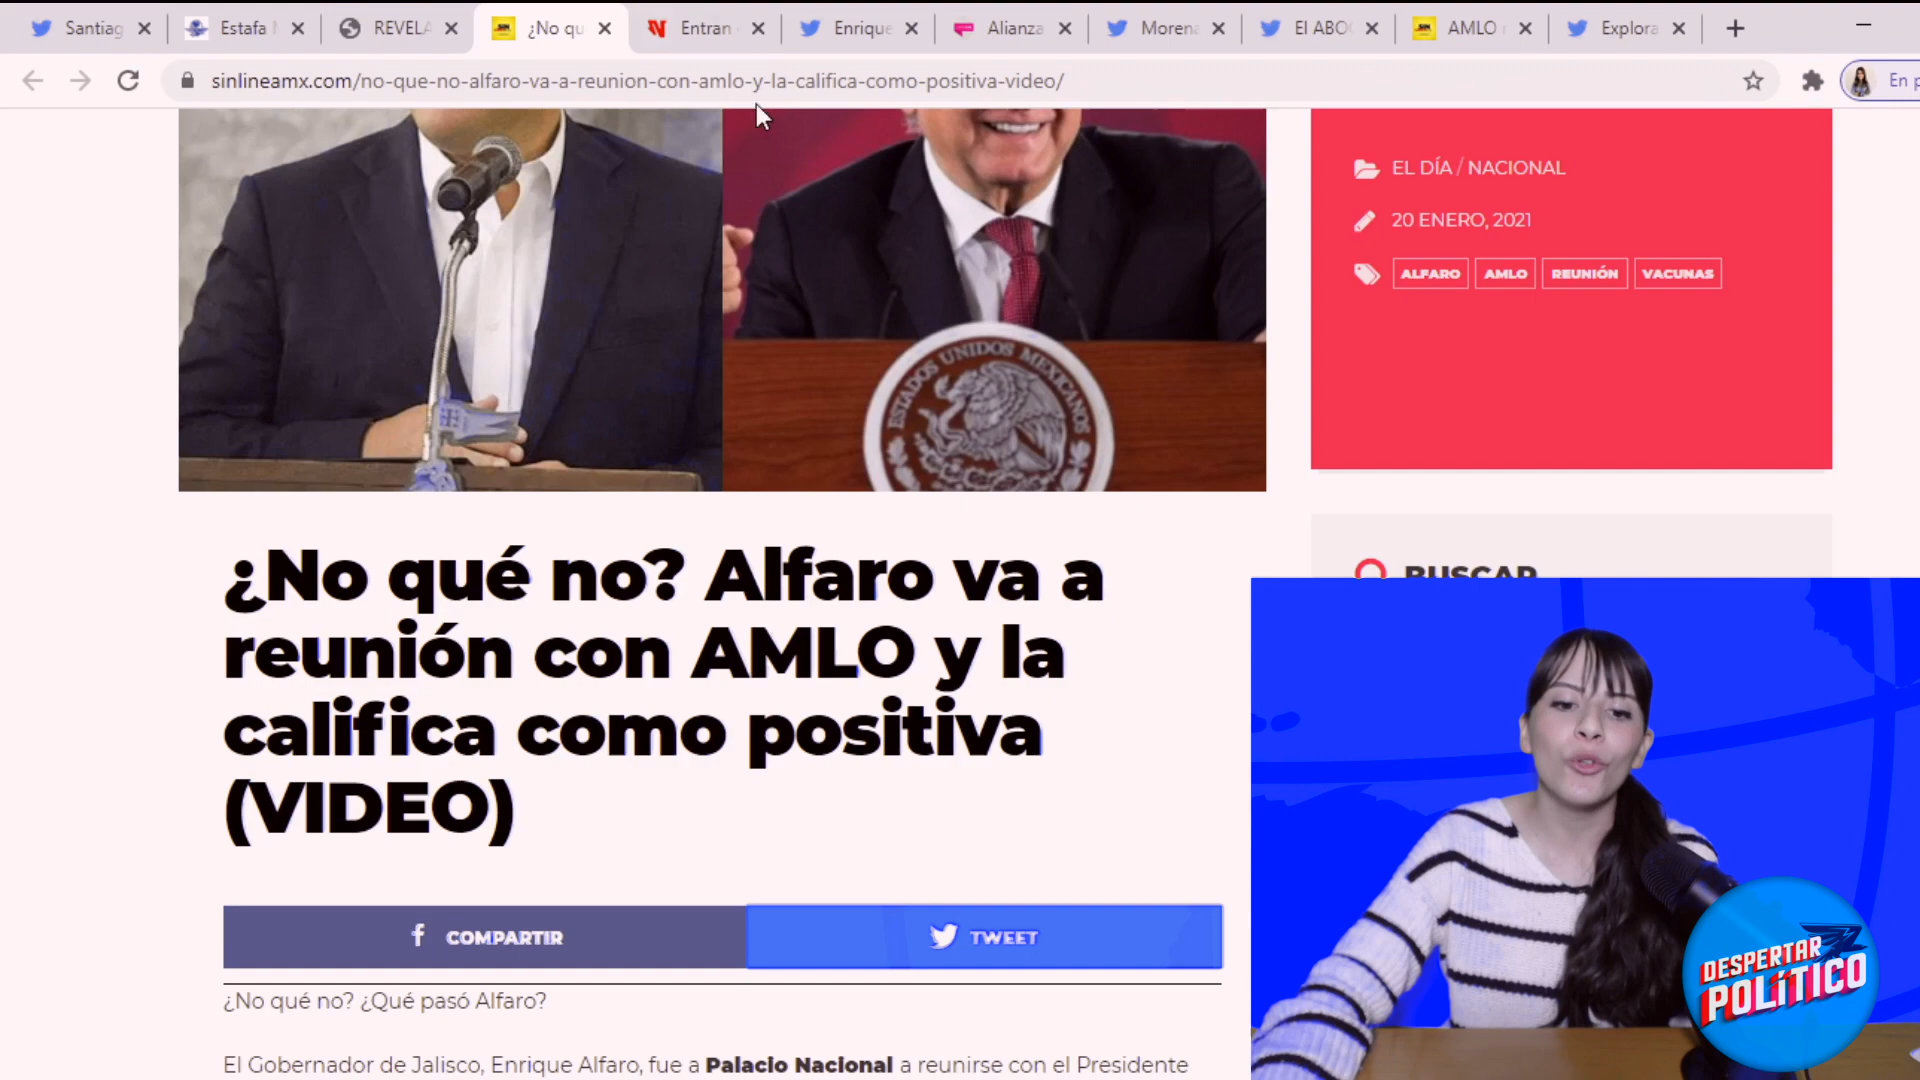 Santiag
Estafa
REVELA
¿No qu
Entran
Enrique
Alianza
Morena
El ABO
AMLO
Explora
sinlineamx.com/no-que-no-alfaro-va-a-reunion-con-amlo-y-la-califica-como-positiva-video/
En p
ESTADOS UNIDOS MEXICANOS
EL DÍA / NACIONAL
20 ENERO, 2021
ALFARO AMLO REUNIÓN VACUNAS
BUSCAR
¿No qué no? Alfaro va a
reunión con AMLO y la
califica como positiva
(VIDEO)
COMPARTIR
TWEET
¿No qué no? ¿Qué pasó Alfaro?
El Gobernador de Jalisco, Enrique Alfaro, fue a Palacio Nacional a reunirse con el Presidente
DESPERTAR
POLÍTICO